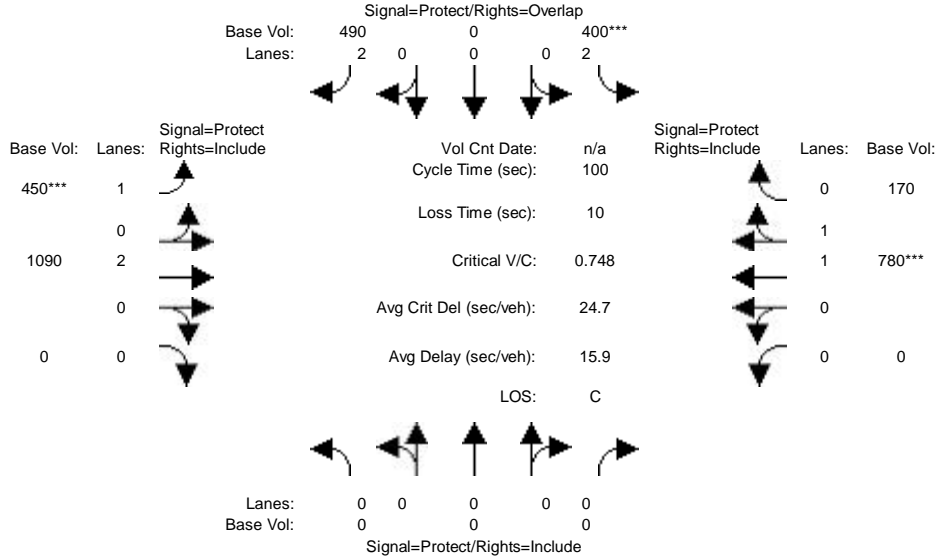 Signal=Protect/Rights=Overlap
Base Vol: 490 0 400***
Lanes: 2 0 0 0 2
Signal=Protect
Rights=Include
Base Vol: Lanes:
450*** 1
0
1090 2
0
0 0
Vol Cnt Date: n/a
Cycle Time (sec): 100
Loss Time (sec): 10
Critical V/C: 0.748
Avg Crit Del (sec/veh): 24.7
Avg Delay (sec/veh): 15.9
LOS: C
Signal=Protect
Rights=Include
Lanes: Base Vol:
0 170
1
1 780***
0
0 0
Lanes: 0 0 0 0 0
Base Vol: 0 0 0
Signal=Protect/Rights=Include